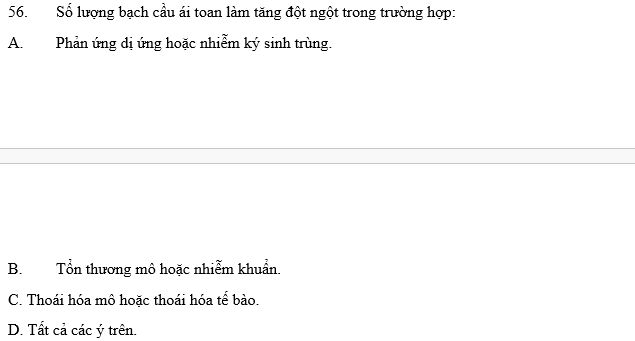 56. Số lượng bạch cầu ái toan làm tăng đột ngột trong trường hợp:
A. Phản ứng dị ứng hoặc nhiễm ký sinh trùng.
B. Tổn thương mô hoặc nhiễm khuẩn.
C. Thoái hóa mô hoặc thoái hóa tế bào.
D. Tất cả các ý trên.